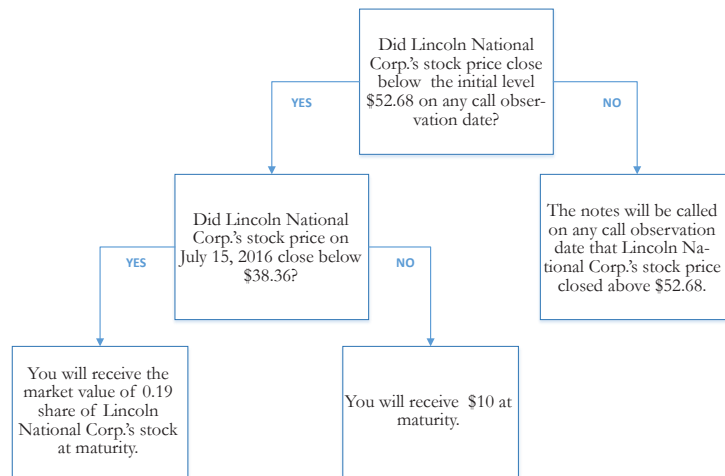 Did Lincoln National
Corp.'s stock price close
below the initial level
$52.68 on any call obser-
vation date?
YES
NO
Did Lincoln National
Corp.'s stock price on
July 15, 2016 close below
$38.36?
The notes will be called
on any call observation
date that Lincoln Na-
tional Corp.'s stock price
closed above $52.68.
YES
NO
You will receive the
market value of 0.19
share of Lincoln
National Corp.'s stock
at maturity.
You will receive $10 at
maturity.